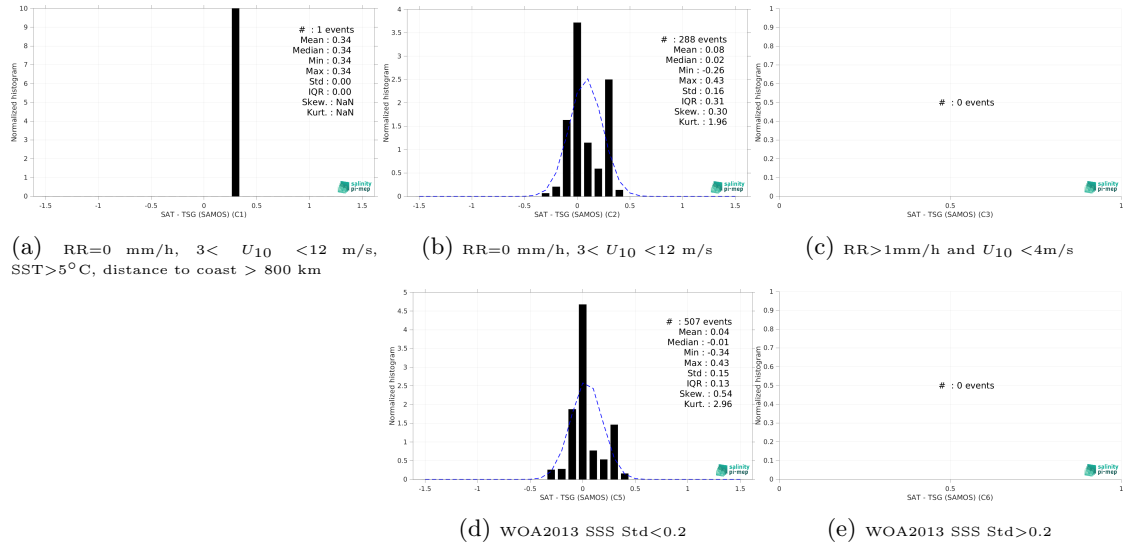 10
9
8
7
6
5
4
3
2
1
0
Normalized histogram
# : 1 events
Mean : 0.34
Median : 0.34
Min : 0.34
Max : 0.34
Std : 0.00
IQR : 0.00
Skew. : NaN
Kurt. : NaN
salinity
pi-mep
-1.5 -1 -0.5 0 0.5 1 1.5
SAT - TSG (SAMOS) (C1)
(a) RR=0 mm/h, 3< U10 <12 m/s,
SST>5°C, distance to coast > 800 km
4
3.5
3
2.5
2
1.5
1
0.5
0
Normalized histogram
# : 288 events
Mean : 0.08
Median : 0.02
Min : -0.26
Max : 0.43
Std : 0.16
IQR : 0.31
Skew. : 0.30
Kurt. : 1.96
salinity
pi-mep
-1.5 -1 -0.5 0 0.5 1 1.5
SAT - TSG (SAMOS) (C2)
(b) RR=0 mm/h, 3< U10 <12 m/s
1
0.9
0.8
0.7
0.6
0.5
0.4
0.3
0.2
0.1
0
Normalized histogram
# : 0 events
salinity
pi-mep
0 0.5 1
SAT - TSG (SAMOS) (C3)
(c) RR>1mm/h and U10 <4m/s
5
4.5
4
3.5
3
2.5
2
1.5
1
0.5
0
Normalized histogram
# : 507 events
Mean : 0.04
Median : -0.01
Min : -0.34
Max : 0.43
Std : 0.15
IQR : 0.13
Skew. : 0.54
Kurt. : 2.96
salinity
pi-mep
-1.5 -1 -0.5 0 0.5 1 1.5
SAT - TSG (SAMOS) (C5)
(d) WOA2013 SSS Std<0.2
1
0.9
0.8
0.7
0.6
0.5
0.4
0.3
0.2
0.1
0
Normalized histogram
# : 0 events
salinity
pi-mep
0 0.5 1
SAT - TSG (SAMOS) (C6)
(e) WOA2013 SSS Std>0.2